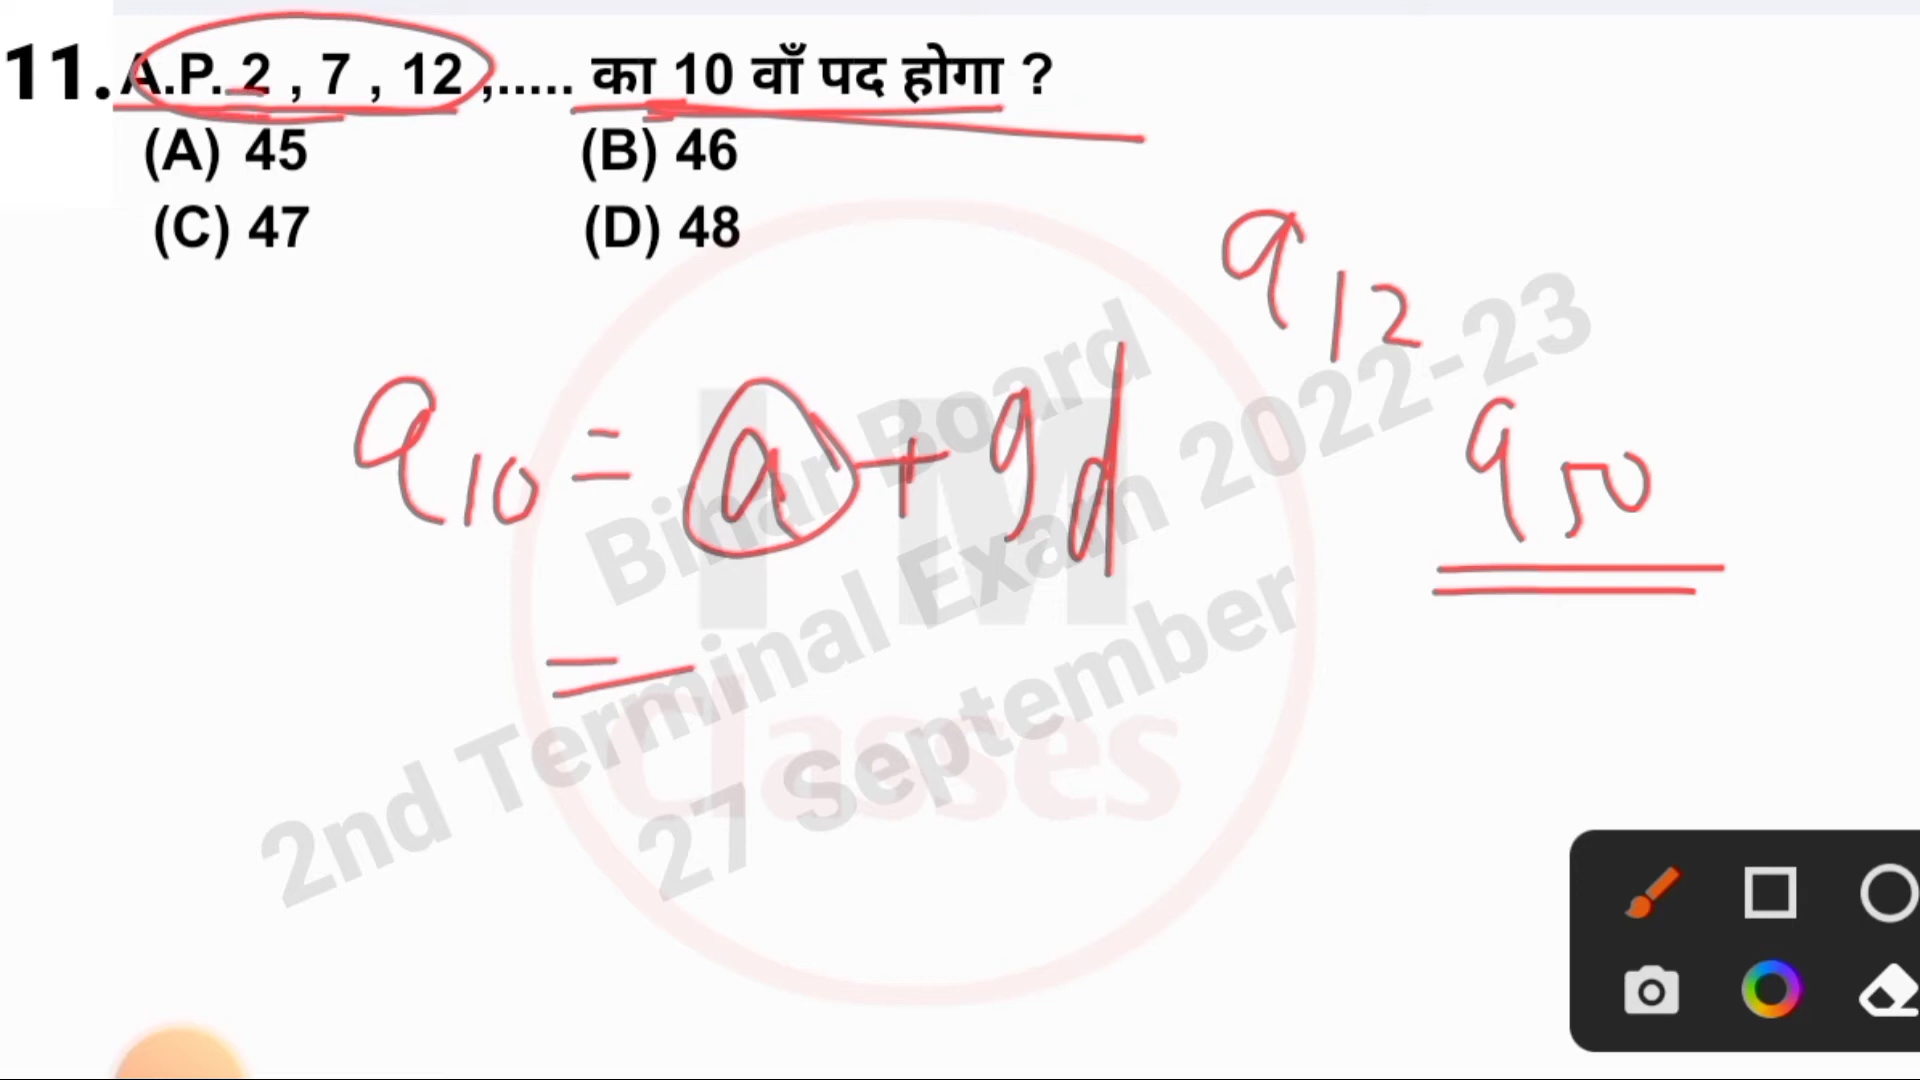 11. A.P. 2 , 7 , 12 ,..... का 10 वाँ पद होगा ?
(A) 45 (B) 46
(C) 47 (D) 48
a12
a10 = a + 9d
a50
=
I M
Classes
Bihar Board
2nd Terminal Exam 2022-23
27 September